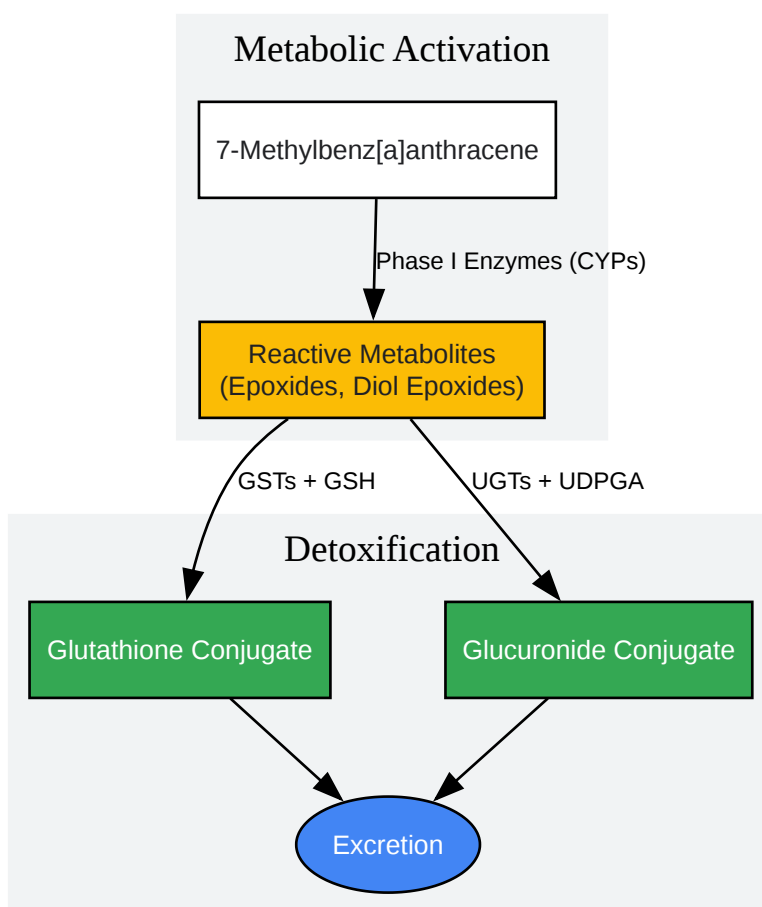 Metabolic Activation
7-Methylbenz[a]anthracene
Phase I Enzymes (CYPs)
Reactive Metabolites
(Epoxides, Diol Epoxides)
GSTs + GSH
UGTs + UDPGA
Detoxification
Glutathione Conjugate
Glucuronide Conjugate
Excretion